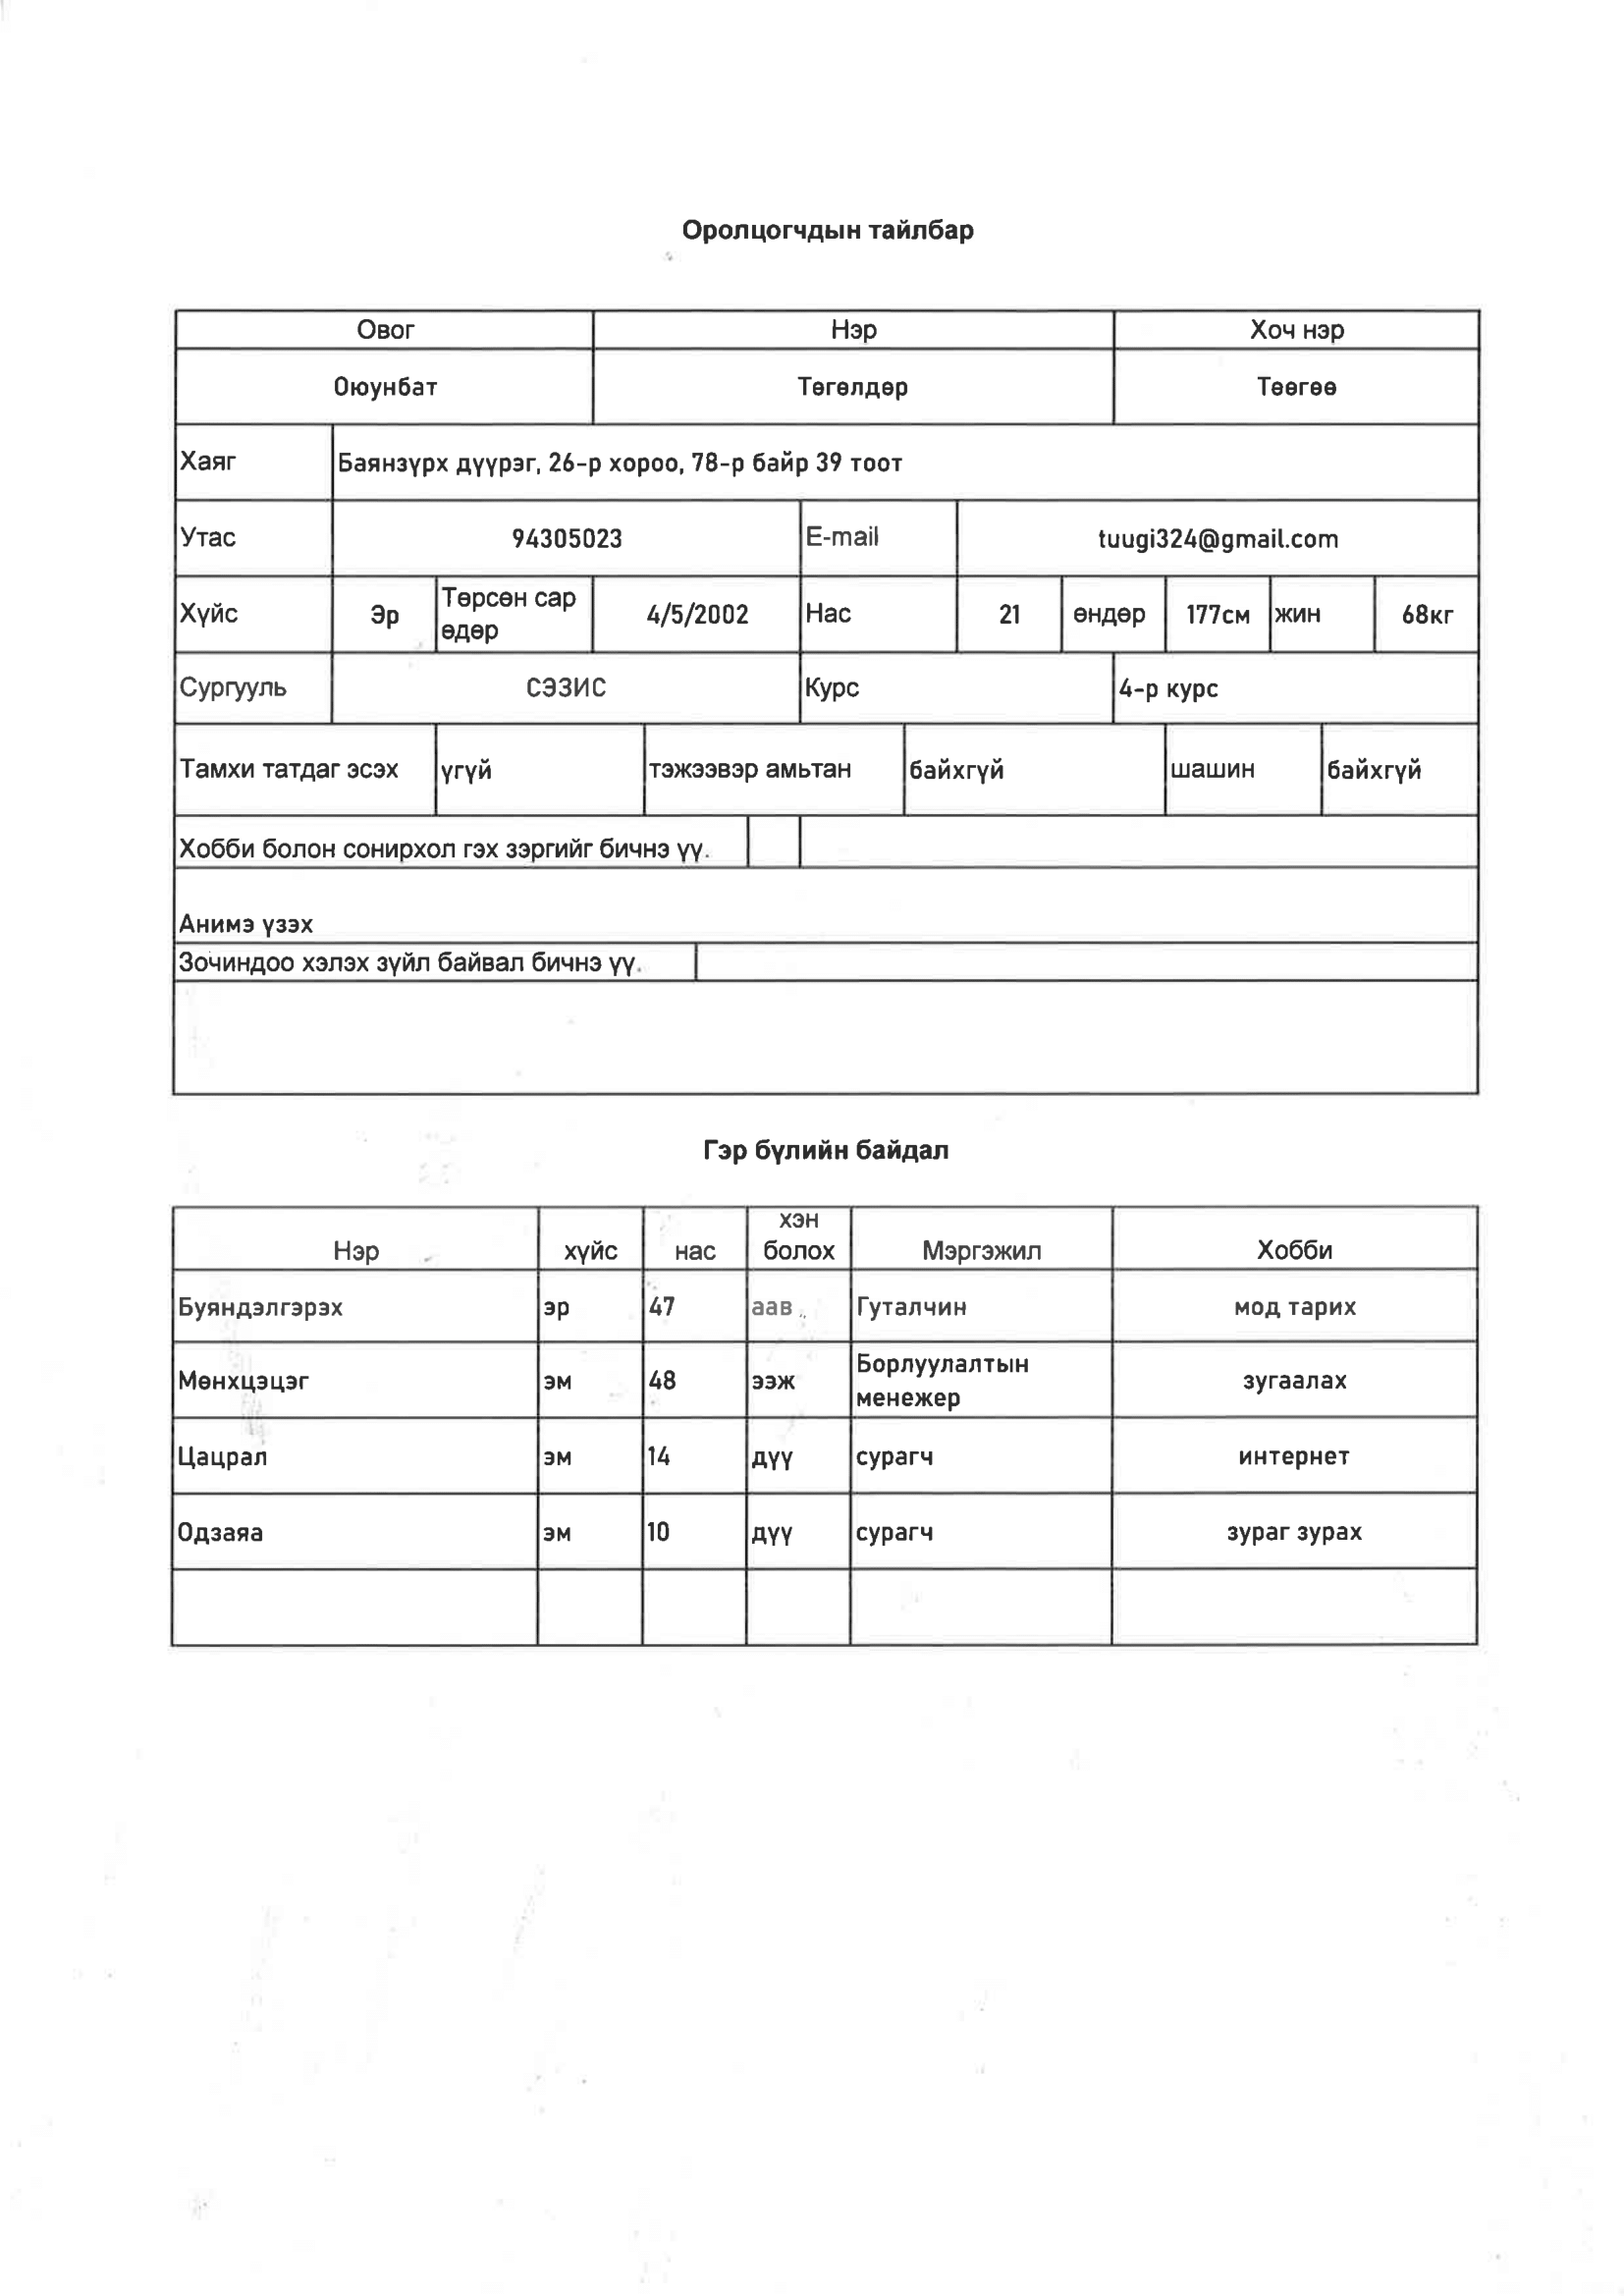 Оролцогчдын тайлбар
Овог Нэр Хоч нэр
Оюунбат Төгөлдөр Төөгөө
Хаяг Баянзүрх дүүрэг, 26-р хороо, 78-р байр 39 тоот
Утас 94305023 E-mail tuugi324@gmail.com
Хүйс Эр Төрсөн сар өдөр 4/5/2002 Нас 21 өндөр 177см жин 68кг
Сургууль СЭЗИС Курс 4-р курс
Тамхи татдаг эсэх үгүй тэжээвэр амьтан байхгүй шашин байхгүй
Хобби болон сонирхол гэх зэргийг бичнэ үү.
Анимэ үзэх
Зочиндоо хэлэх зүйл байвал бичнэ үү.
Гэр бүлийн байдал
Нэр хүйс нас хэн болох Мэргэжил Хобби
Буяндэлгэрэх эр 47 аав Гуталчин мод тарих
Мөнхцэцэг эм 48 ээж Борлуулалтын менежер зугаалах
Цацрал эм 14 дүү сурагч интернет
Одзаяа эм 10 дүү сурагч зураг зурах